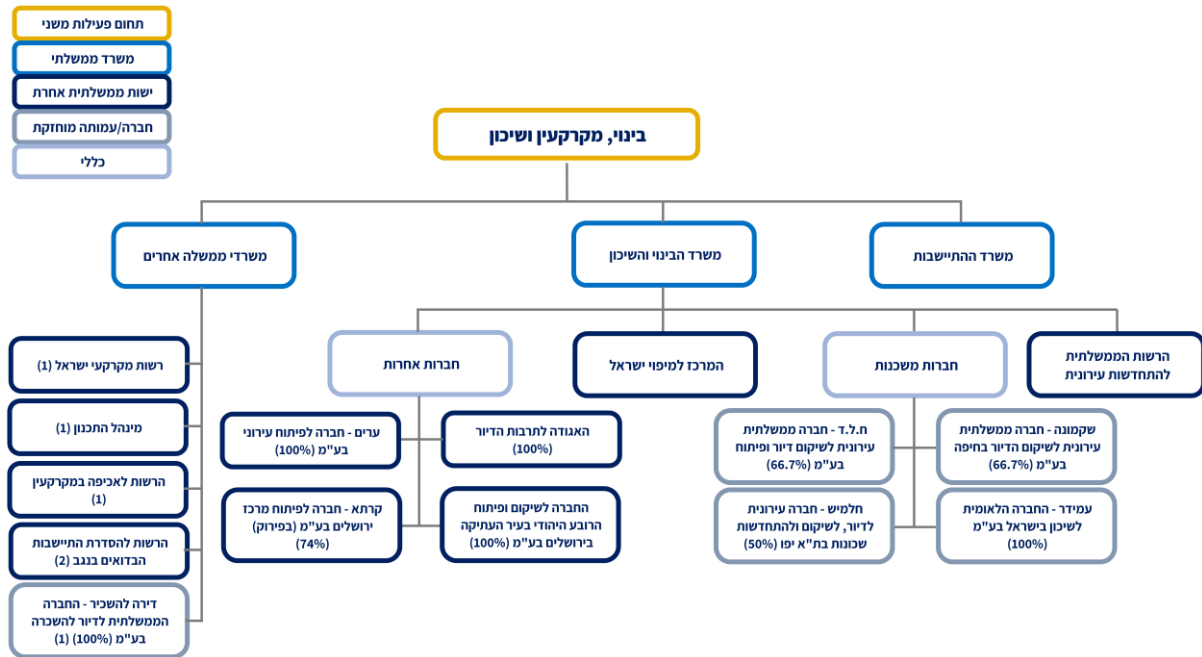 תחום פעילות משני
משרד ממשלתי
ישות ממשלתית אחרת
חברה/עמותה מוחזקת
כללי
בינוי, מקרקעין ושיכון
משרד ההתיישבות
משרד הבינוי והשיכון
משרדי ממשלה אחרים
הרשות הממשלתית
להתחדשות עירונית
חברות משכנות
המרכז למיפוי ישראל
חברות אחרות
שקמונה - חברה ממשלתית
עירונית לשיקום הדיור בחיפה
בע"מ (66.7%)
ח.ל.ד - חברה ממשלתית
עירונית לשיקום דיור ופיתוח
בע"מ (66.7%)
עמידר - החברה הלאומית
לשיכון בישראל בע"מ
(100%)
חלמיש - חברה עירונית
לדיור, לשיקום ולהתחדשות
שכונות בת"א יפו (50%)
האגודה לתרבות הדיור
(100%)
ערים - חברה לפיתוח עירוני
בע"מ (100%)
החברה לשיקום ופיתוח
הרובע היהודי בעיר העתיקה
בירושלים בע"מ (100%)
קרתא - חברה לפיתוח מרכז
ירושלים בע"מ (בפירוק)
(74%)
רשות מקרקעי ישראל (1)
מינהל התכנון (1)
הרשות לאכיפה במקרקעין
(1)
הרשות להסדרת התיישבות
הבדואים בנגב (2)
דירה להשכיר - החברה
הממשלתית לדיור להשכרה
בע"מ (100%) (1)